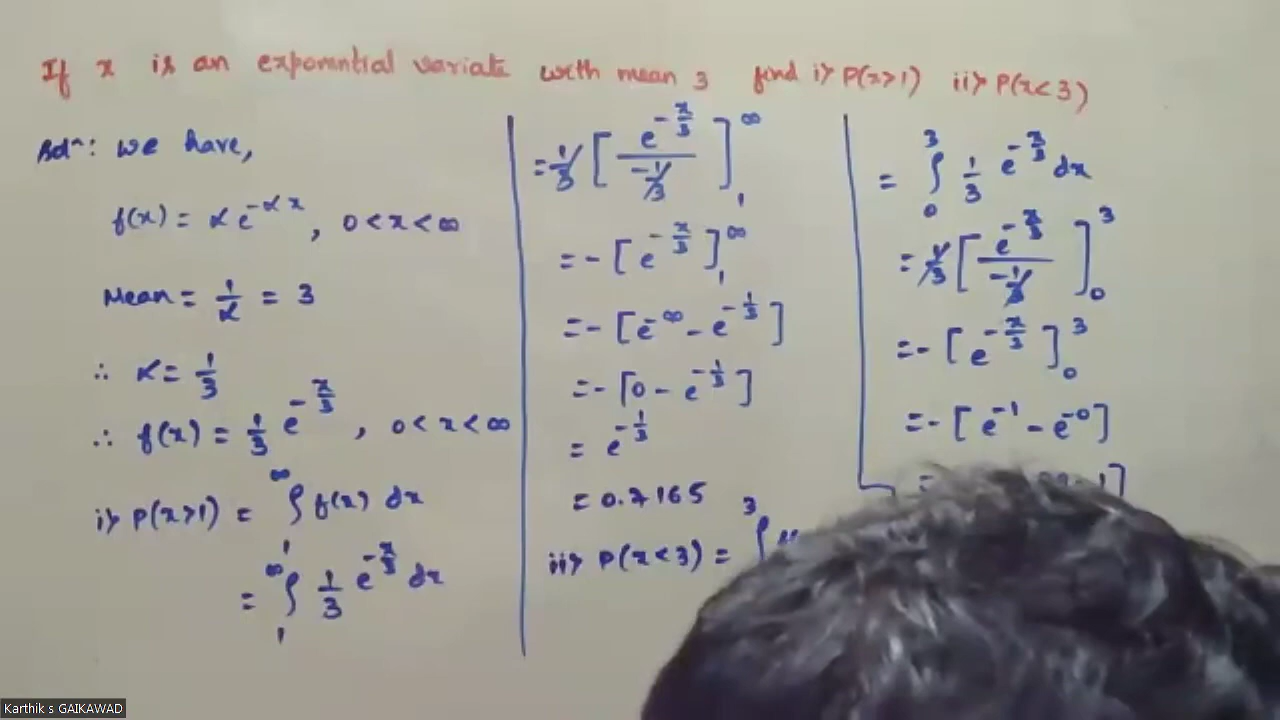 If x is an exponential variate with mean 3 find i) P(x>1) ii) P(x<3)
Sol^n: we have,
f(x) = α e^{-αx}, 0<x<∞
Mean = 1/α = 3
∴ α = 1/3
∴ f(x) = 1/3 e^{-x/3}, 0<x<∞
i) P(x>1) = ∫_1^∞ f(x) dx
= ∫_1^∞ 1/3 e^{-x/3} dx
= 1/3 [e^{-x/3} / -1/3]_1^∞
= - [e^{-x/3}]_1^∞
= - [e^{-∞} - e^{-1/3}]
= - [0 - e^{-1/3}]
= e^{-1/3}
= 0.7165
ii) P(x<3) = ∫^3
= ∫_0^3 1/3 e^{-x/3} dx
= 1/3 [e^{-x/3} / -1/3]_0^3
= - [e^{-x/3}]_0^3
= - [e^{-1} - e^{-0}]
= - 1]
Karthik s GAIKAWAD